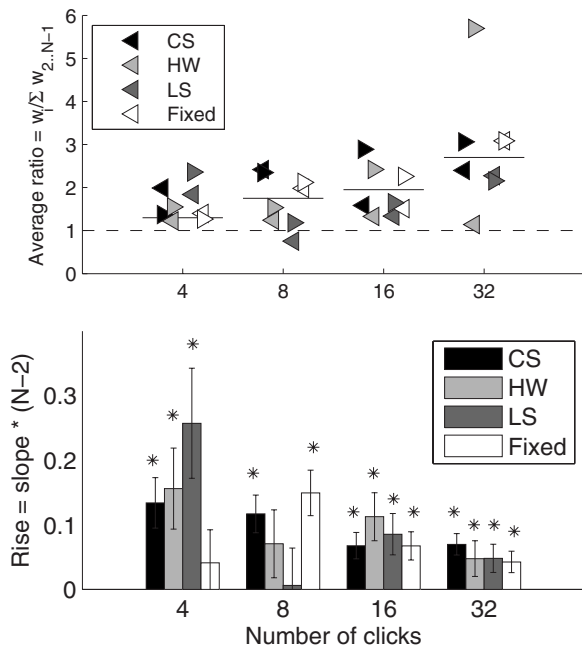 6
5
4
3
2
1
0
Average ratio = w_i/Σ w_2..N−1
CS
HW
LS
Fixed
4 8 16 32
0.3
0.2
0.1
0
Rise = slope * (N−2)
CS
HW
LS
Fixed
* * * * * * * * * * * * *
4 8 16 32
Number of clicks